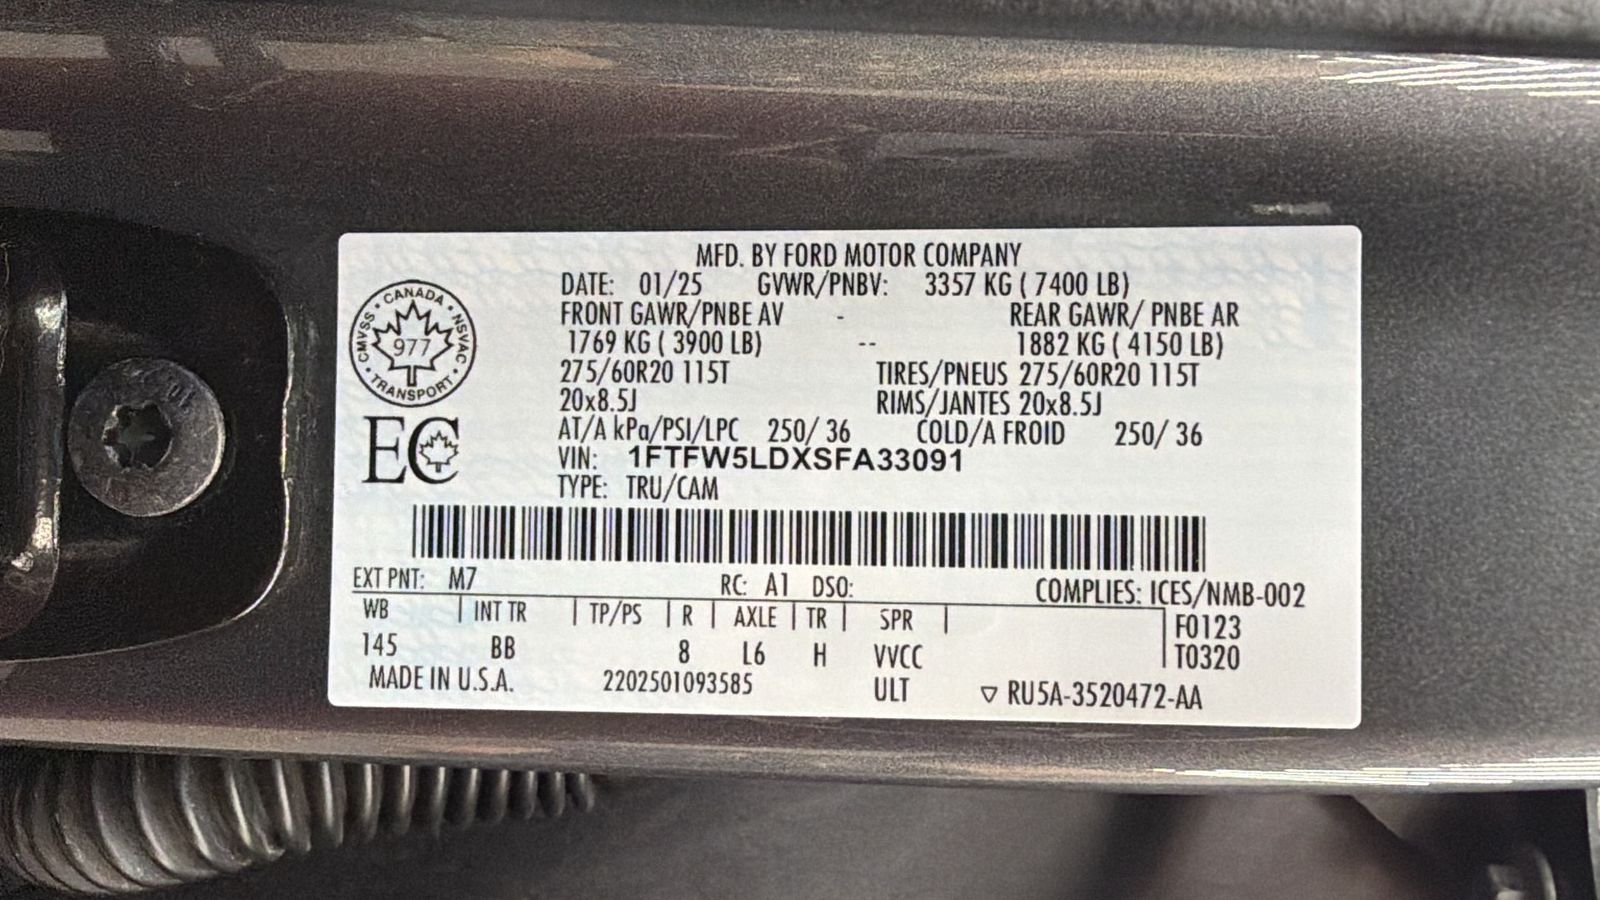 MFD. BY FORD MOTOR COMPANY
DATE: 01/25 GVWR/PNBV: 3357 KG ( 7400 LB)
FRONT GAWR/PNBE AV - REAR GAWR/ PNBE AR
1769 KG ( 3900 LB) -- 1882 KG ( 4150 LB)
275/60R20 115T TIRES/PNEUS 275/60R20 115T
20x8.5J RIMS/JANTES 20x8.5J
AT/A kPa/PSI/LPC 250/ 36 COLD/A FROID 250/ 36
VIN: 1FTFW5LDXSFA33091
TYPE: TRU/CAM
CANADA
CMVSS NSVAC
977
TRANSPORT
EC
EXT PNT: M7 RC: A1 DSO: COMPLIES: ICES/NMB-002
WB INT TR TP/PS R AXLE TR SPR F0123
145 BB 8 L6 H VVCC T0320
MADE IN U.S.A. 2202501093585 ULT ▽ RU5A-3520472-AA